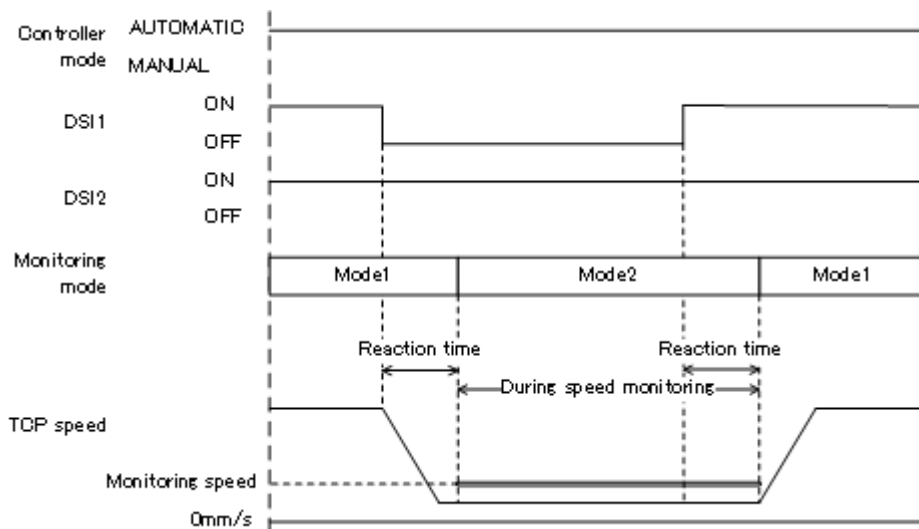 Controller mode
AUTOMATIC
MANUAL
DSI1
ON
OFF
DSI2
ON
OFF
Monitoring mode
Mode1
Mode2
Mode1
Reaction time
Reaction time
During speed monitoring
TCP speed
Monitoring speed
0mm/s